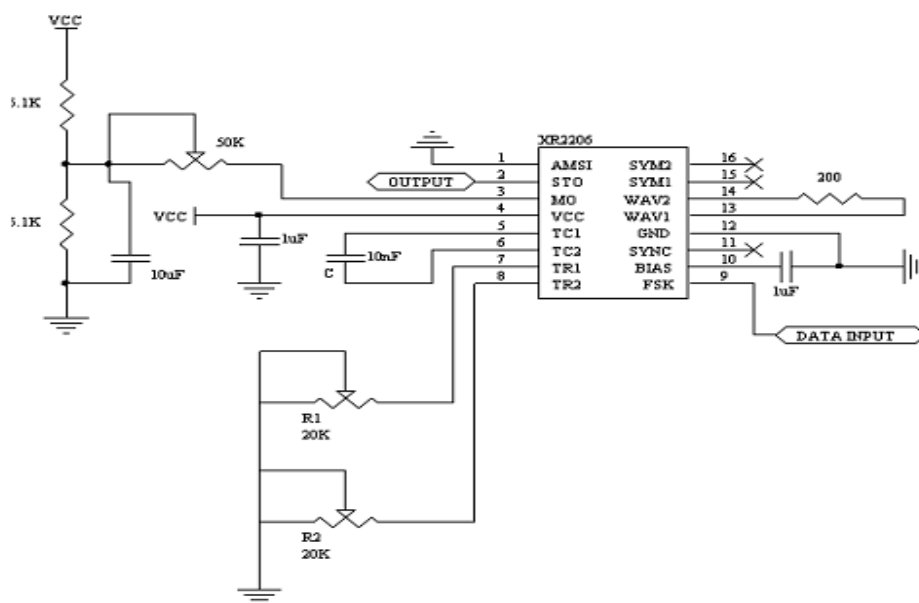 VCC
5.1K
50K
5.1K
10uF
VCC
1uF
C
10nF
OUTPUT
XR2206
1 AMSI SYM2 16
2 STO SYM1 15
3 MO WAV2 14
4 VCC WAV1 13
5 TC1 GND 12
6 TC2 SYNC 11
7 TR1 BIAS 10
8 TR2 FSK 9
200
1uF
DATA INPUT
R1
20K
R2
20K